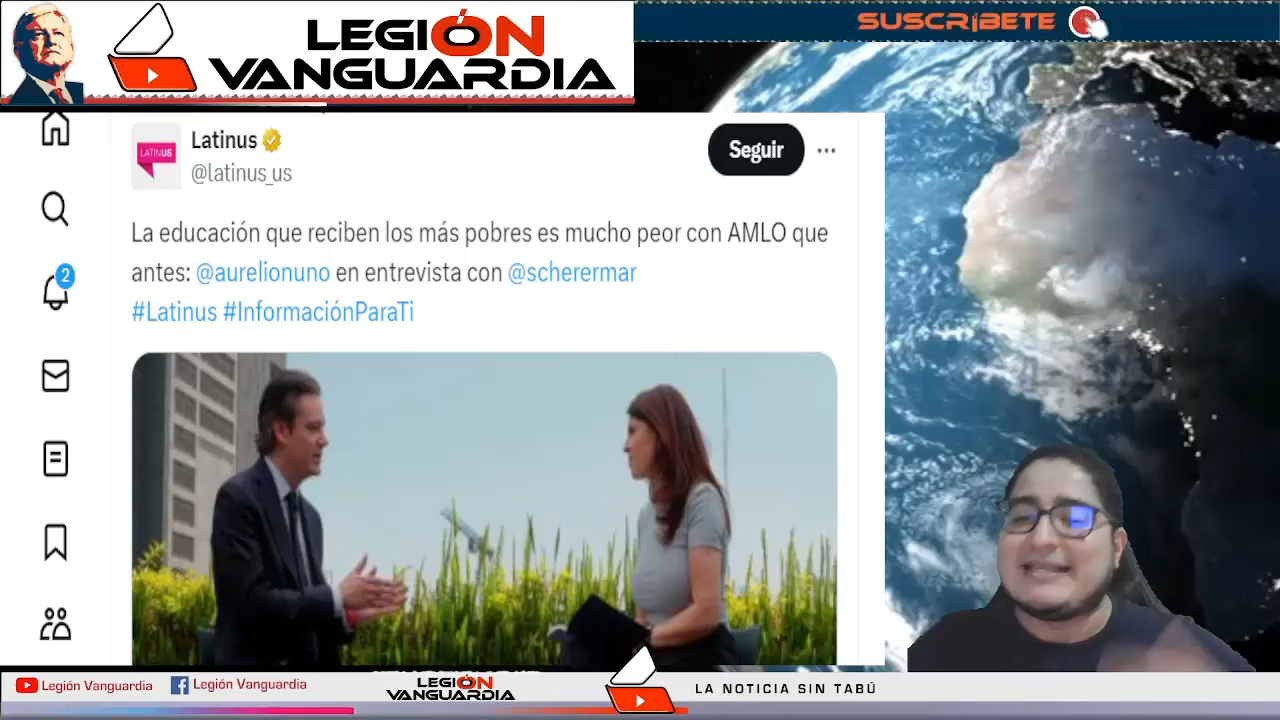 LEGIÓN
VANGUARDIA
SUSCRÍBETE
Latinus
@latinus_us
LATINUS
Seguir
La educación que reciben los más pobres es mucho peor con AMLO que
antes: @aurelionuno en entrevista con @scherermar
#Latinus #InformaciónParaTi
2
Legión Vanguardia
Legión Vanguardia
LEGIÓN
VANGUARDIA
LA NOTICIA SIN TABÚ